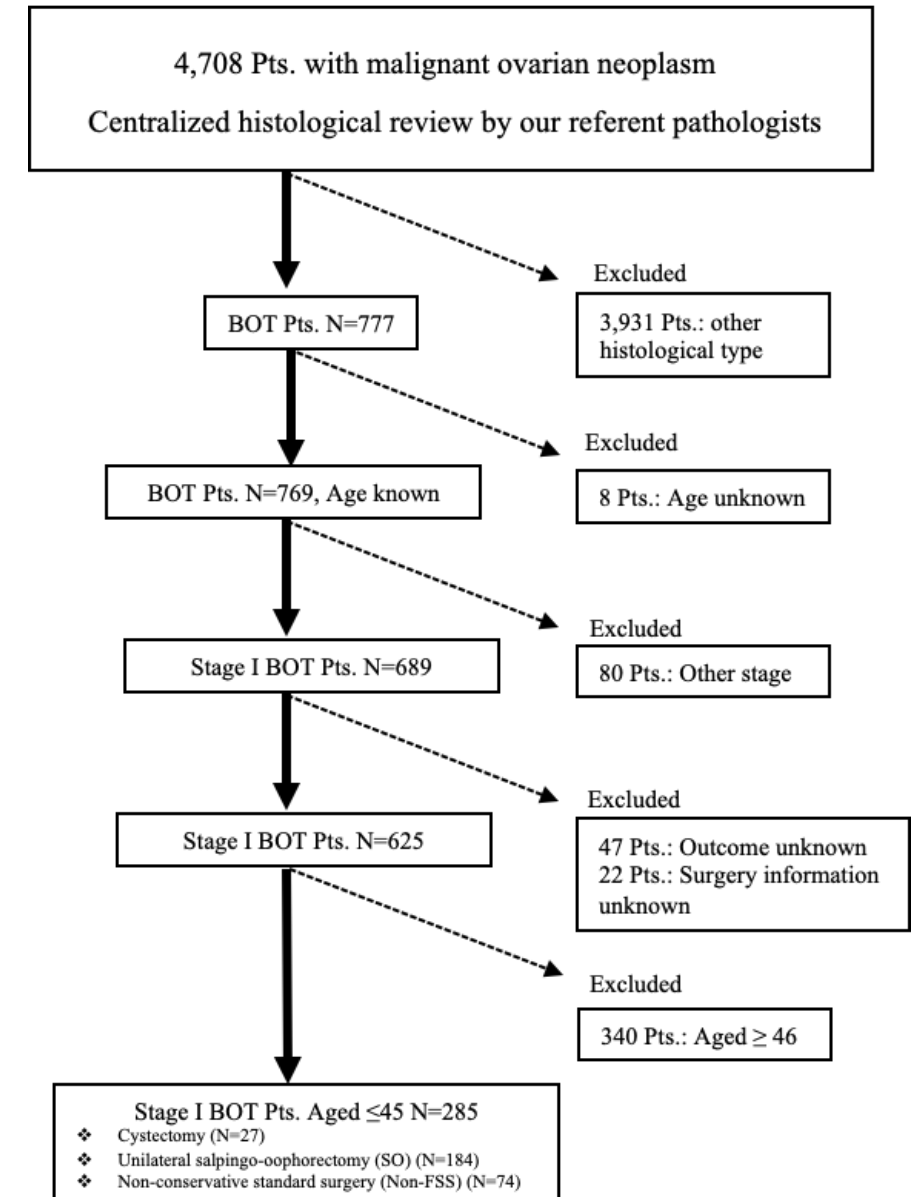 4,708 Pts. with malignant ovarian neoplasm
Centralized histological review by our referent pathologists
Excluded
3,931 Pts.: other
histological type
BOT Pts. N=777
Excluded
8 Pts.: Age unknown
BOT Pts. N=769, Age known
Excluded
80 Pts.: Other stage
Stage I BOT Pts. N=689
Excluded
47 Pts.: Outcome unknown
22 Pts.: Surgery information
unknown
Stage I BOT Pts. N=625
Excluded
340 Pts.: Aged ≥ 46
Stage I BOT Pts. Aged ≤45 N=285
❖ Cystectomy (N=27)
❖ Unilateral salpingo-oophorectomy (SO) (N=184)
❖ Non-conservative standard surgery (Non-FSS) (N=74)